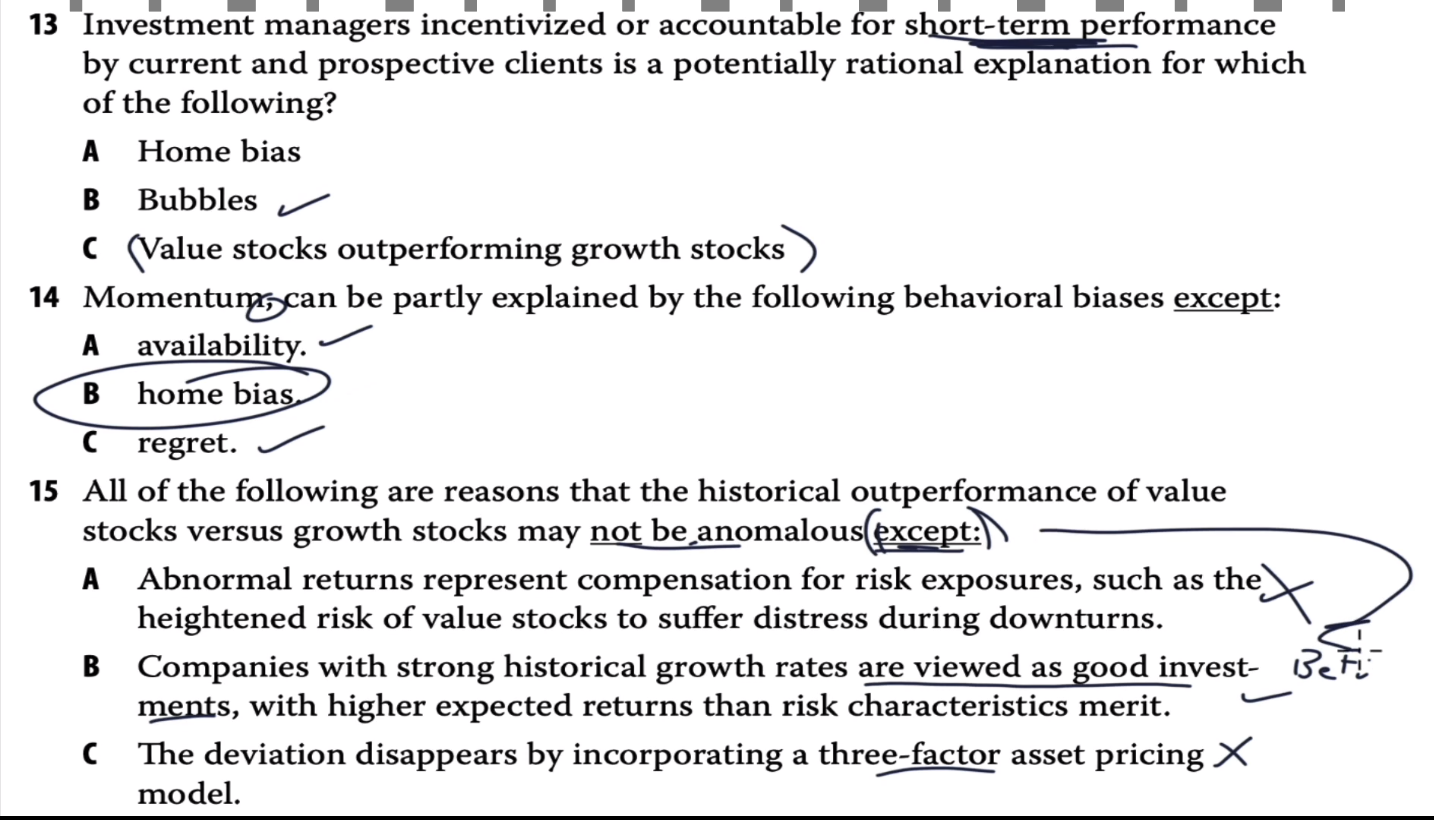 13 Investment managers incentivized or accountable for short-term performance
by current and prospective clients is a potentially rational explanation for which
of the following?
A Home bias
B Bubbles
C (Value stocks outperforming growth stocks)
14 Momentum, can be partly explained by the following behavioral biases except:
A availability.
B home bias.
C regret.
15 All of the following are reasons that the historical outperformance of value
stocks versus growth stocks may not be anomalous (except:)
A Abnormal returns represent compensation for risk exposures, such as the
heightened risk of value stocks to suffer distress during downturns.
B Companies with strong historical growth rates are viewed as good invest-
ments, with higher expected returns than risk characteristics merit.
C The deviation disappears by incorporating a three-factor asset pricing
model.